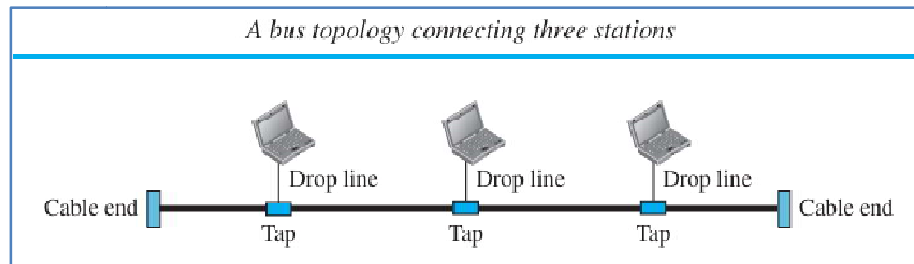 A bus topology connecting three stations
Drop line Drop line Drop line
Cable end Cable end
Tap Tap Tap